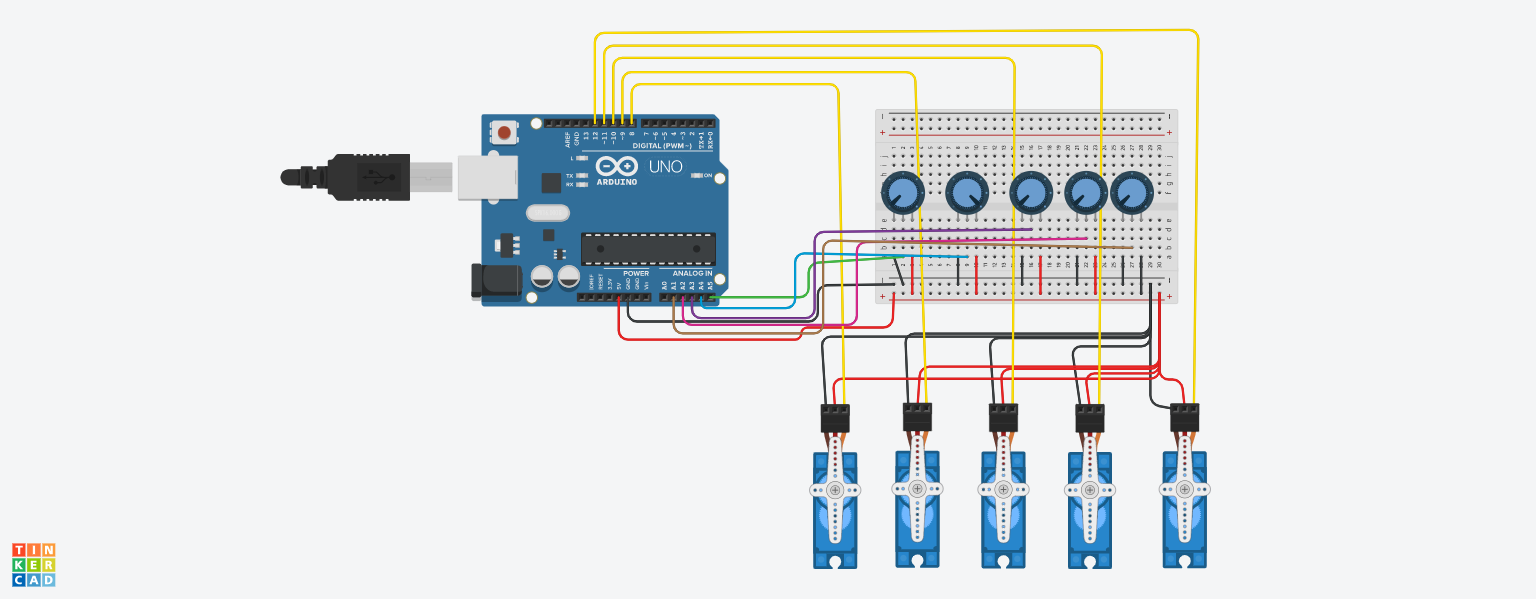 AREF
GND
13
12
~11
~10
~9
8
7
~6
~5
4
~3
2
TX→1
RX←0
DIGITAL (PWM~)
L
TX
RX
UNO
ARDUINO
ON
POWER
ANALOG IN
IOREF
RESET
3.3V
5V
GND
GND
Vin
A0
A1
A2
A3
A4
A5
TIN
KER
CAD